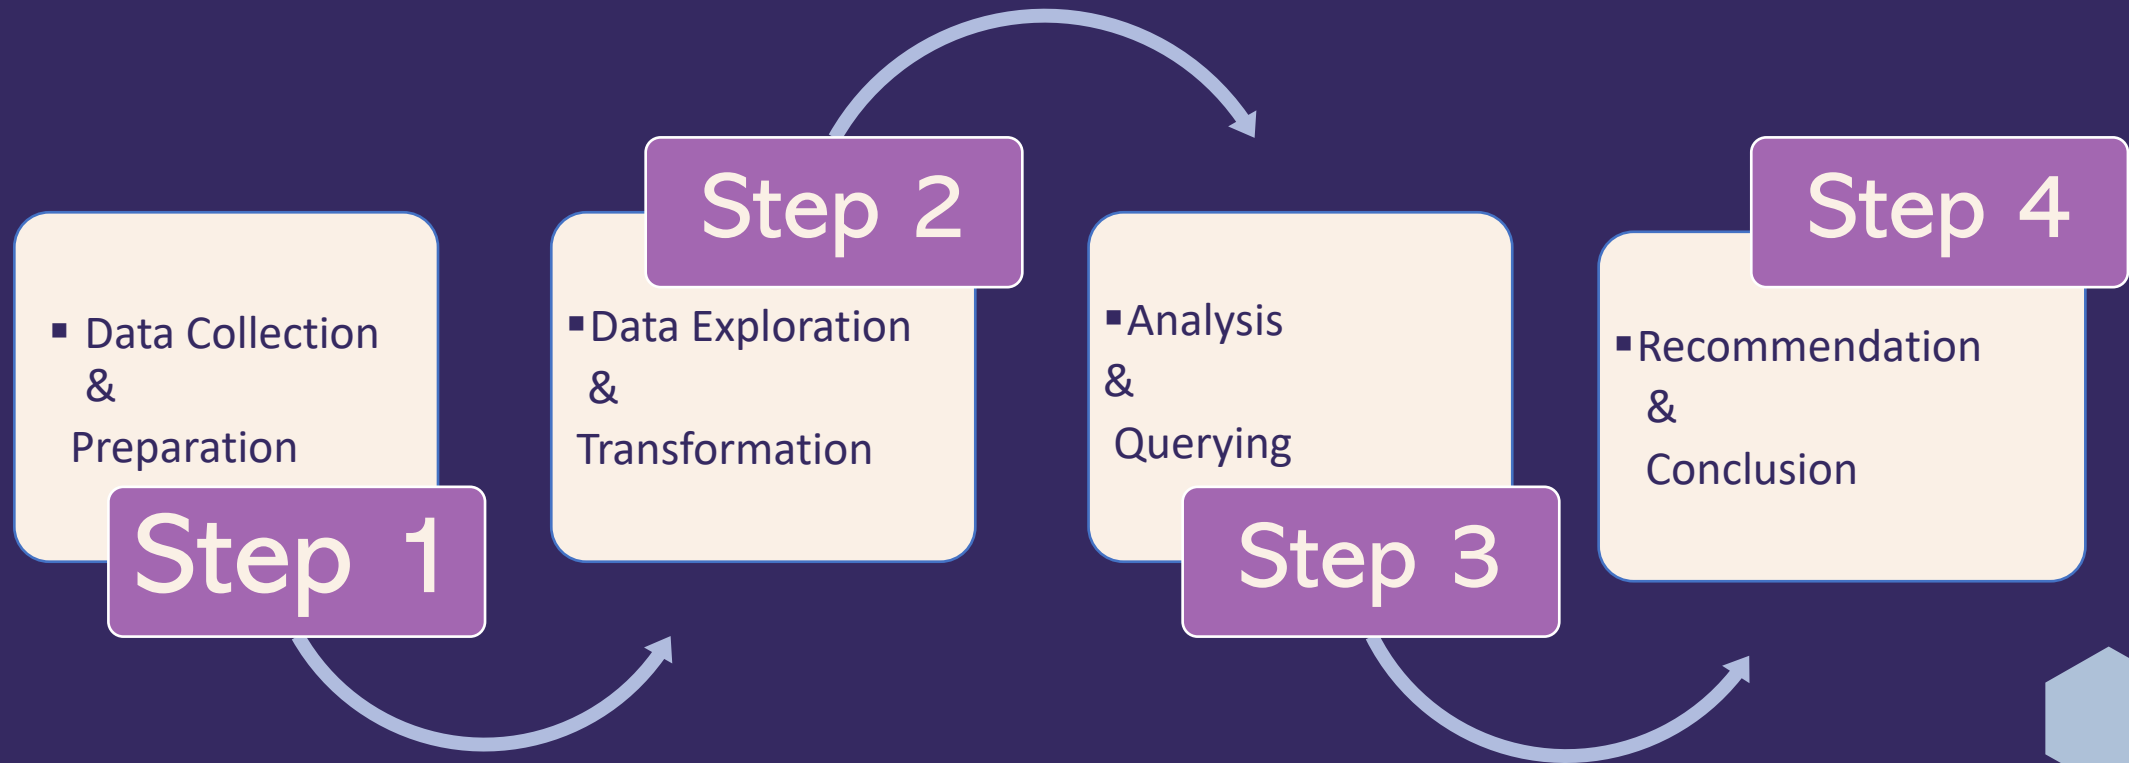 ▪ Data Collection
&
Preparation
Step 1
Step 2
▪Data Exploration
&
Transformation
▪Analysis
&
Querying
Step 3
Step 4
▪Recommendation
&
Conclusion